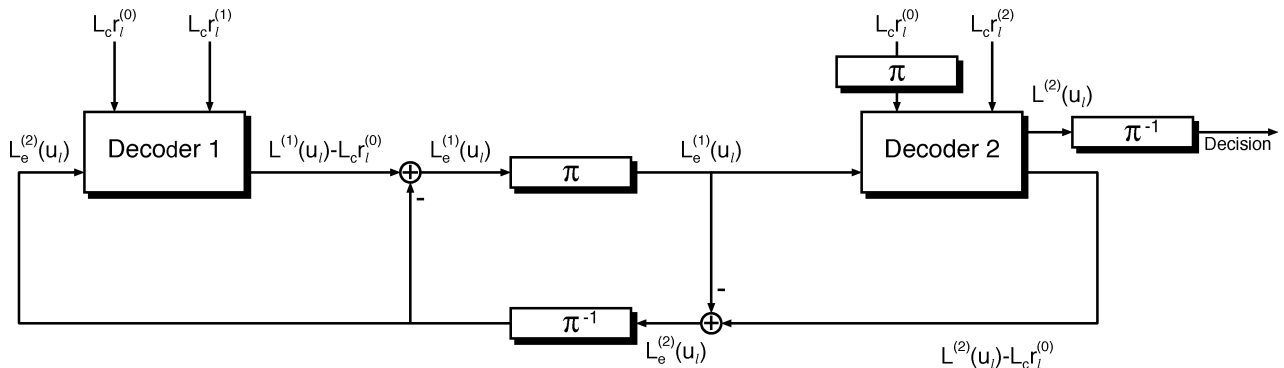 L_c r_l^(0)
L_c r_l^(1)
L_c r_l^(0)
L_c r_l^(2)
π
L^(2)(u_l)
L_e^(2)(u_l)
Decoder 1
L^(1)(u_l)-L_c r_l^(0)
+
-
L_e^(1)(u_l)
π
L_e^(1)(u_l)
Decoder 2
π^-1
Decision
-
π^-1
L_e^(2)(u_l)
+
L^(2)(u_l)-L_c r_l^(0)